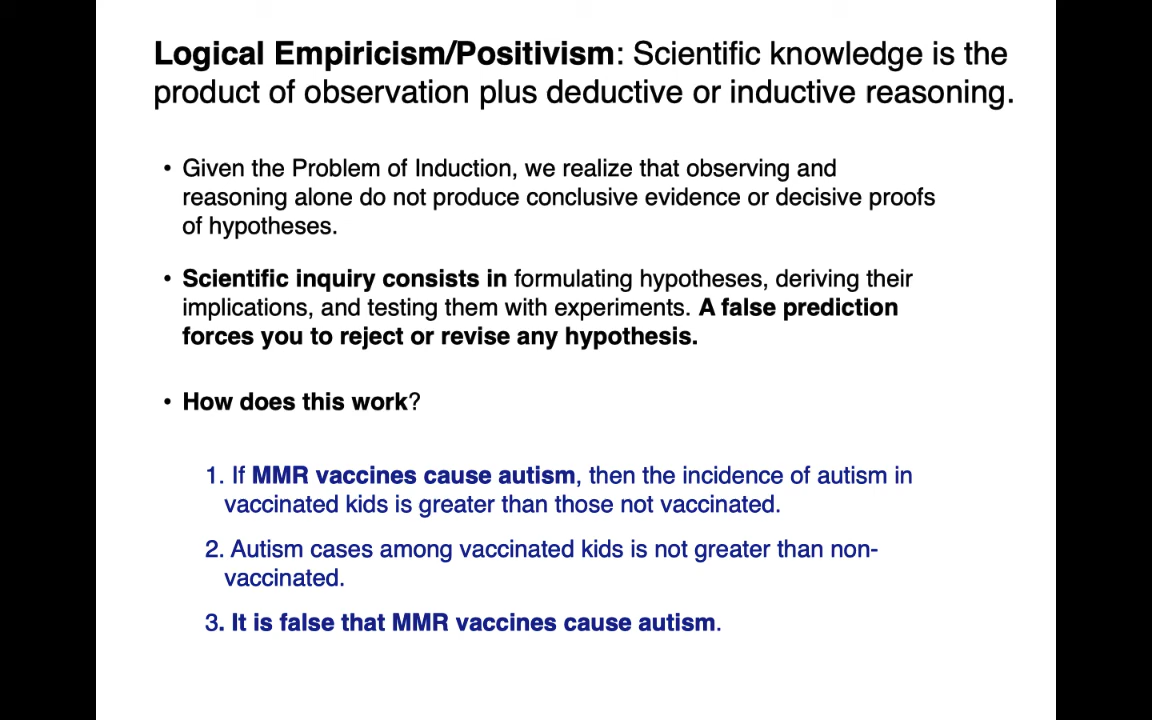 Logical Empiricism/Positivism: Scientific knowledge is the
product of observation plus deductive or inductive reasoning.
• Given the Problem of Induction, we realize that observing and
reasoning alone do not produce conclusive evidence or decisive proofs
of hypotheses.
• Scientific inquiry consists in formulating hypotheses, deriving their
implications, and testing them with experiments. A false prediction
forces you to reject or revise any hypothesis.
• How does this work?
1. If MMR vaccines cause autism, then the incidence of autism in
vaccinated kids is greater than those not vaccinated.
2. Autism cases among vaccinated kids is not greater than non-
vaccinated.
3. It is false that MMR vaccines cause autism.